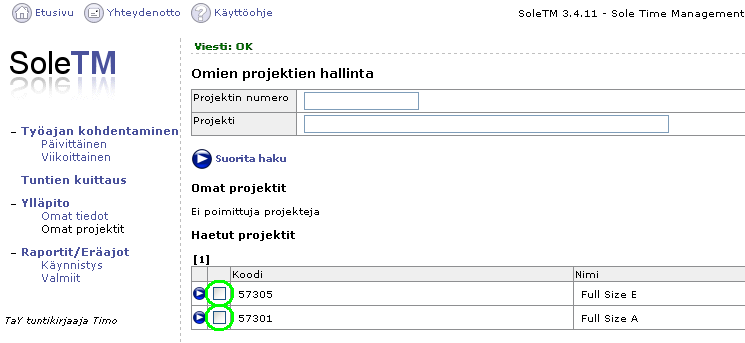 Etusivu Yhteydenotto Käyttöohje
SoleTM 3.4.11 - Sole Time Management
SoleTM
– Työajan kohdentaminen
Päivittäinen
Viikoittainen
Tuntien kuittaus
– Ylläpito
Omat tiedot
Omat projektit
– Raportit/Eräajot
Käynnistys
Valmiit
TaY tuntikirjaaja Timo
Viesti: OK
Omien projektien hallinta
Projektin numero
Projekti
Suorita haku
Omat projektit
Ei poimittuja projekteja
Haetut projektit
[1]
Koodi Nimi
57305 Full Size E
57301 Full Size A